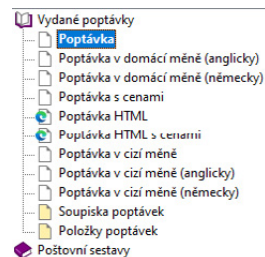 Vydané poptávky
Poptávka
Poptávka v domácí měně (anglicky)
Poptávka v domácí měně (německy)
Poptávka s cenami
Poptávka HTML
Poptávka HTML s cenami
Poptávka v cizí měně
Poptávka v cizí měně (anglicky)
Poptávka v cizí měně (německy)
Soupiska poptávek
Položky poptávek
Poštovní sestavy